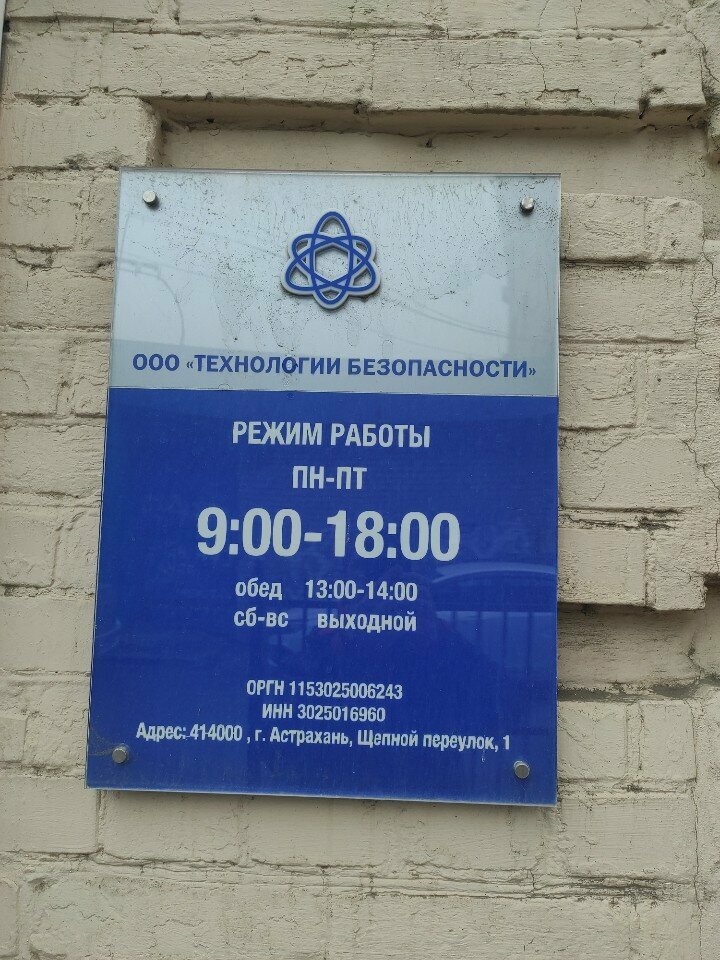 ООО «ТЕХНОЛОГИИ БЕЗОПАСНОСТИ»
РЕЖИМ РАБОТЫ
ПН-ПТ
9:00-18:00
обед 13:00-14:00
сб-вс выходной
ОРГН 1153025006243
ИНН 3025016960
Адрес: 414000 , г. Астрахань, Щепной переулок, 1